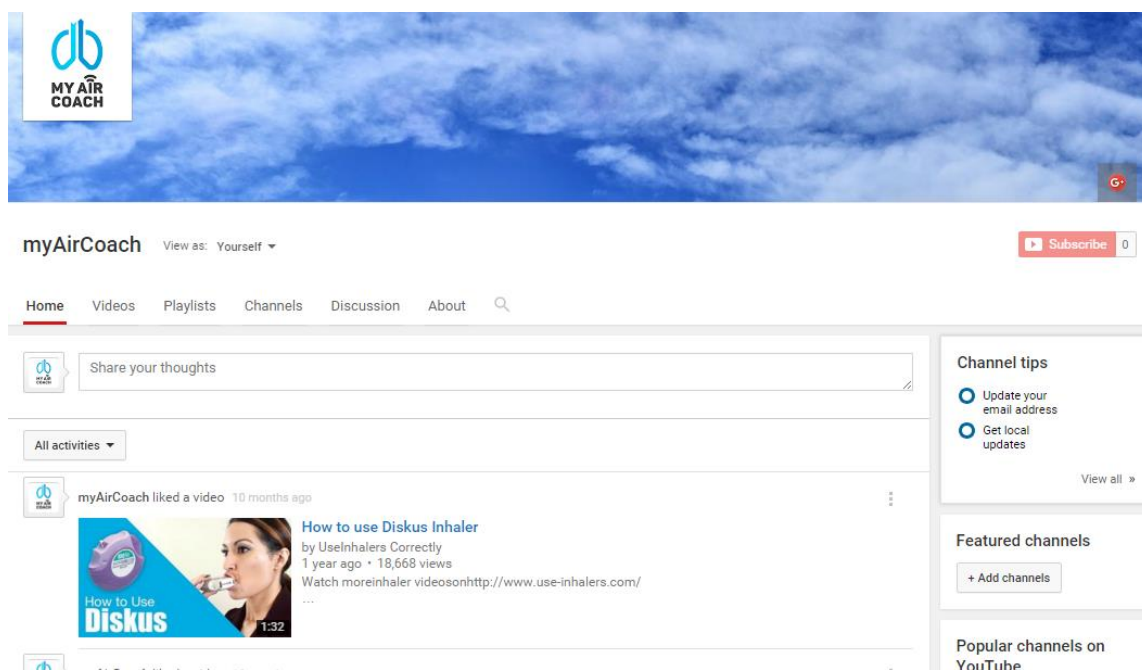 MY AIR
COACH
G+
myAirCoach View as: Yourself
Subscribe 0
Home Videos Playlists Channels Discussion About
Share your thoughts
All activities
myAirCoach liked a video 10 months ago
How to use Diskus Inhaler
by UseInhalers Correctly
1 year ago • 18,668 views
Watch moreinhaler videosonhttp://www.use-inhalers.com/
...
How to Use
Diskus
1:32
Channel tips
Update your
email address
Get local
updates
View all »
Featured channels
+ Add channels
Popular channels on
YouTube